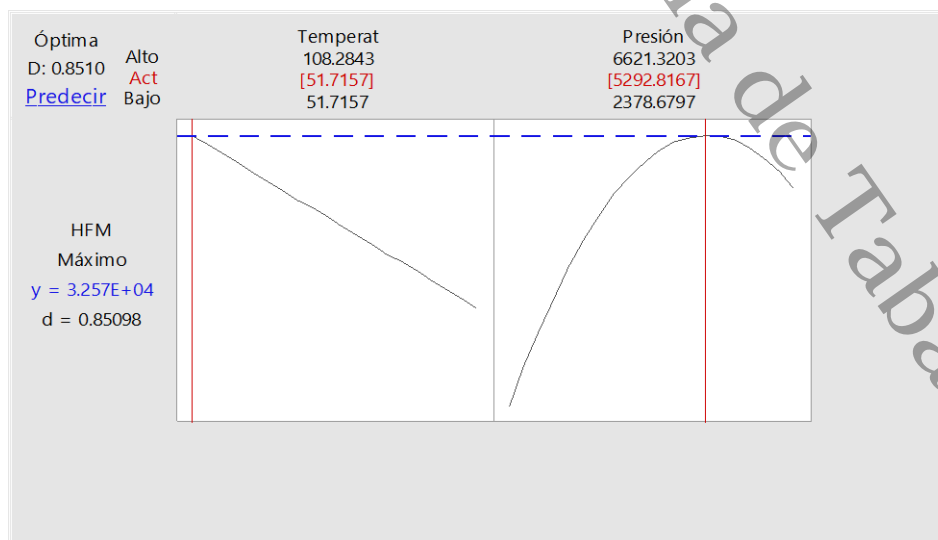 Óptima
D: 0.8510
Predecir
Alto
Act
Bajo
Temperat
108.2843
[51.7157]
51.7157
Presión
6621.3203
[5292.8167]
2378.6797
HFM
Máximo
y = 3.257E+04
d = 0.85098
de